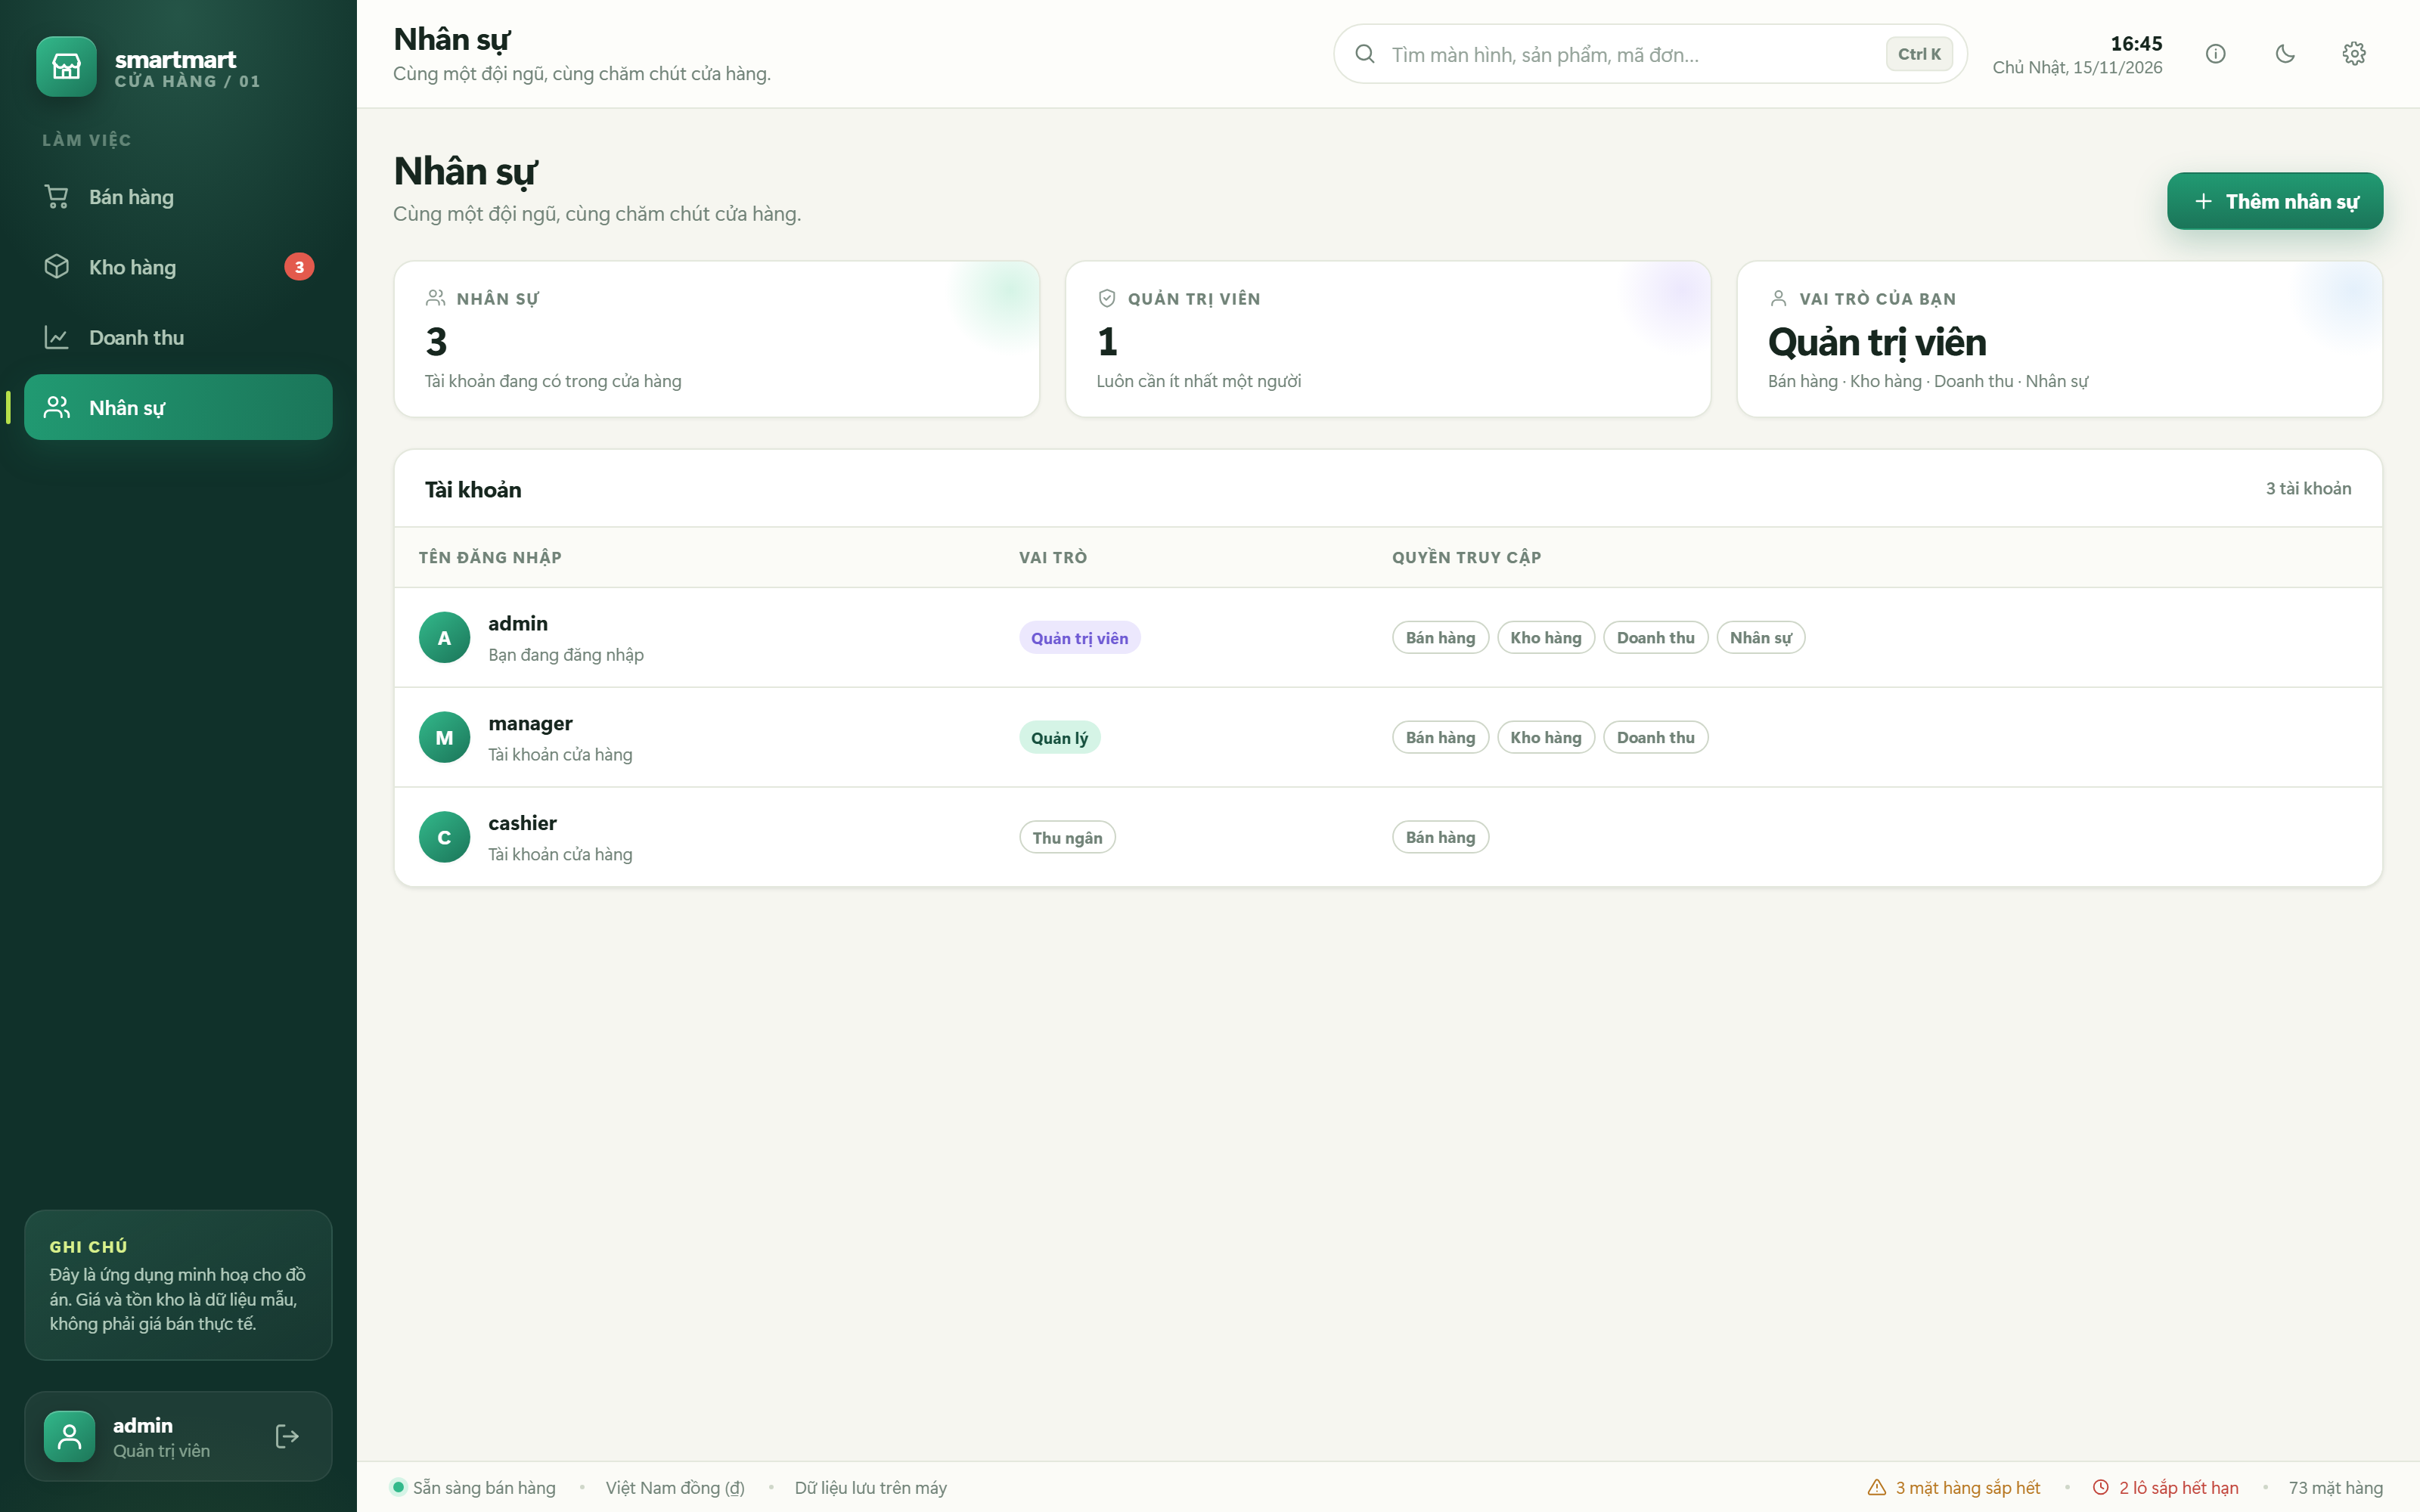 smartmart
CỬA HÀNG / 01
LÀM VIỆC
Bán hàng
Kho hàng
3
Doanh thu
Nhân sự
GHI CHÚ
Đây là ứng dụng minh hoạ cho đồ
án. Giá và tồn kho là dữ liệu mẫu,
không phải giá bán thực tế.
admin
Quản trị viên
Nhân sự
Cùng một đội ngũ, cùng chăm chút cửa hàng.
Tìm màn hình, sản phẩm, mã đơn...
Ctrl K
16:45
Chủ Nhật, 15/11/2026
Nhân sự
Cùng một đội ngũ, cùng chăm chút cửa hàng.
Thêm nhân sự
NHÂN SỰ
3
Tài khoản đang có trong cửa hàng
QUẢN TRỊ VIÊN
1
Luôn cần ít nhất một người
VAI TRÒ CỦA BẠN
Quản trị viên
Bán hàng · Kho hàng · Doanh thu · Nhân sự
Tài khoản
3 tài khoản
TÊN ĐĂNG NHẬP VAI TRÒ QUYỀN TRUY CẬP
A
admin
Bạn đang đăng nhập
Quản trị viên
Bán hàng Kho hàng Doanh thu Nhân sự
M
manager
Tài khoản cửa hàng
Quản lý
Bán hàng Kho hàng Doanh thu
C
cashier
Tài khoản cửa hàng
Thu ngân
Bán hàng
Sẵn sàng bán hàng • Việt Nam đồng (₫) • Dữ liệu lưu trên máy
3 mặt hàng sắp hết • 2 lô sắp hết hạn • 73 mặt hàng